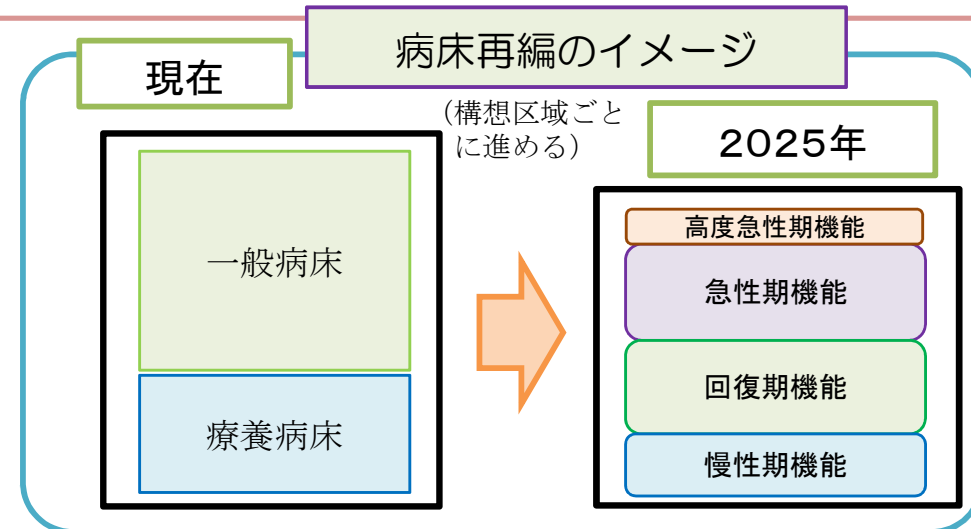 病床再編のイメージ
現在
（構想区域ごと
に進める）
2025年
一般病床
療養病床
高度急性期機能
急性期機能
回復期機能
慢性期機能